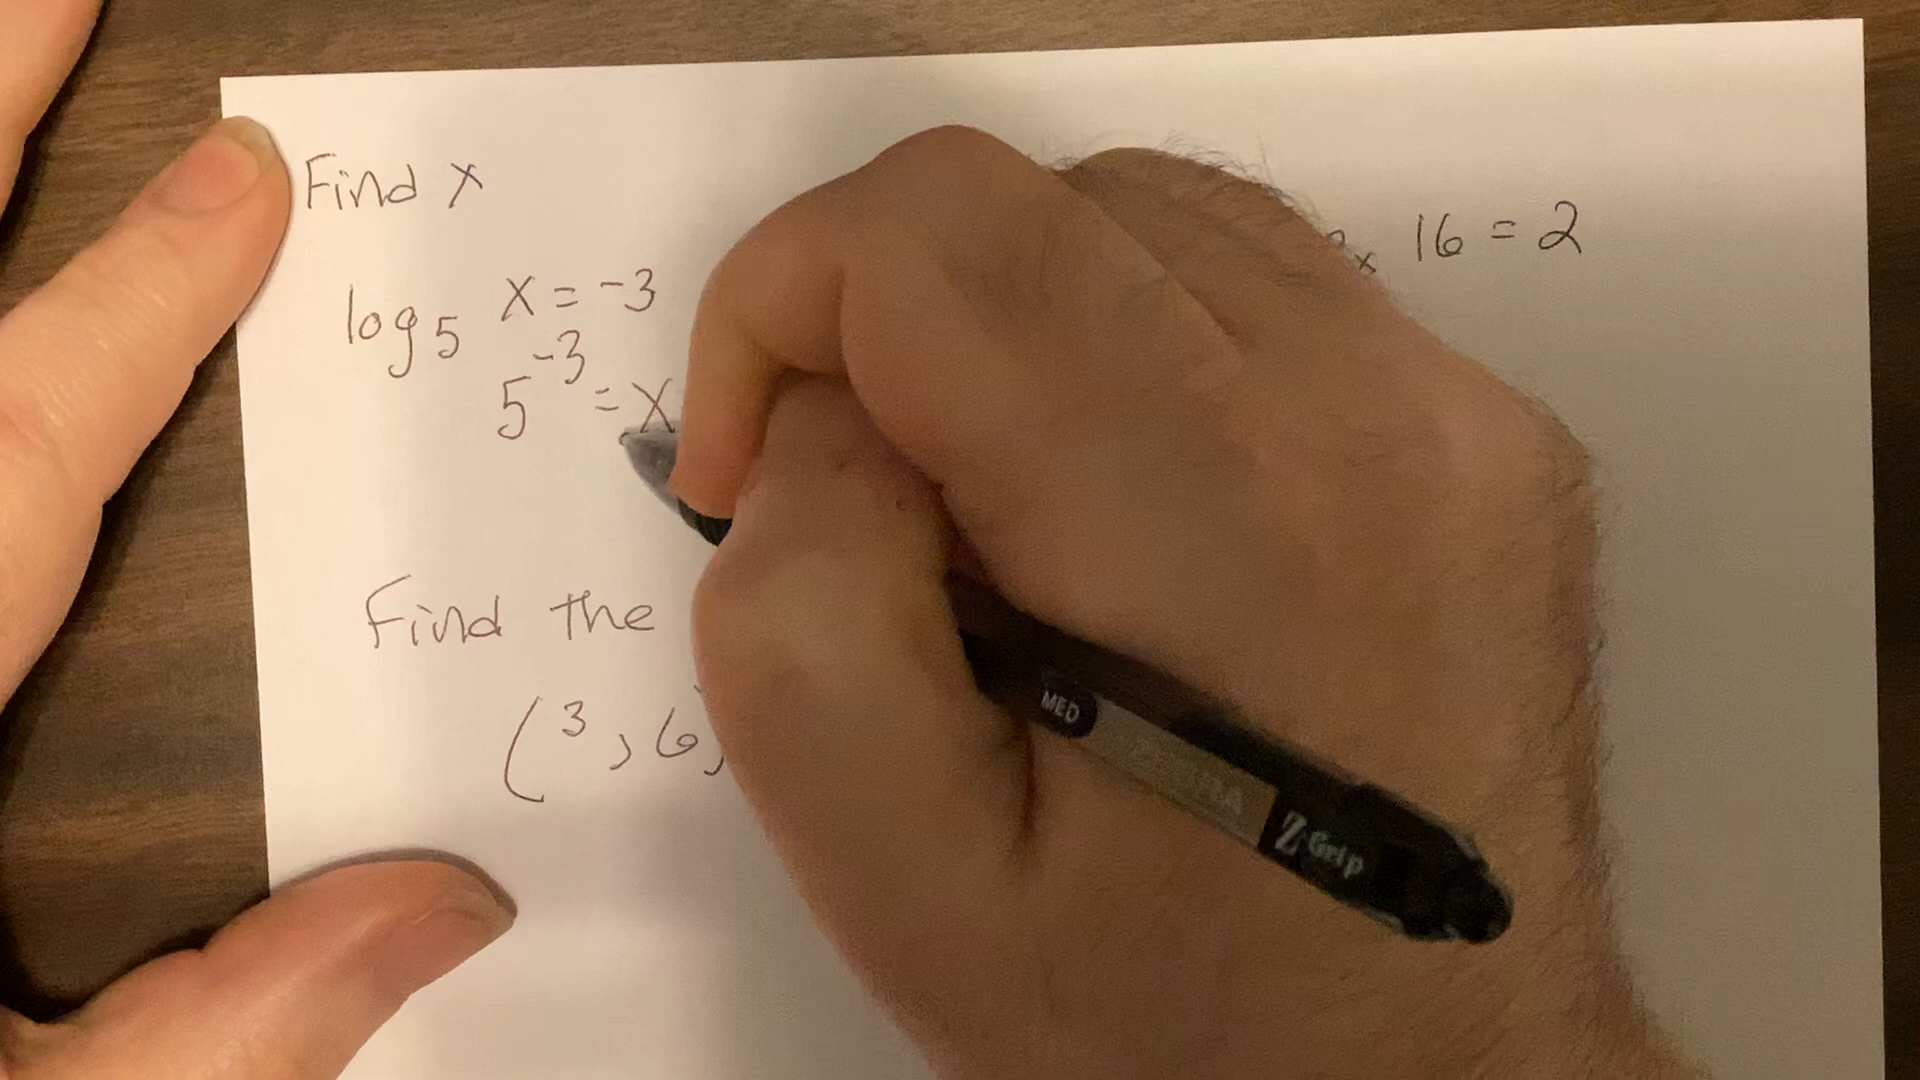 Find x
log₅ x = -3
5⁻³ = x
x 16 = 2
Find the
(3, 6,
MED
Z-Grip